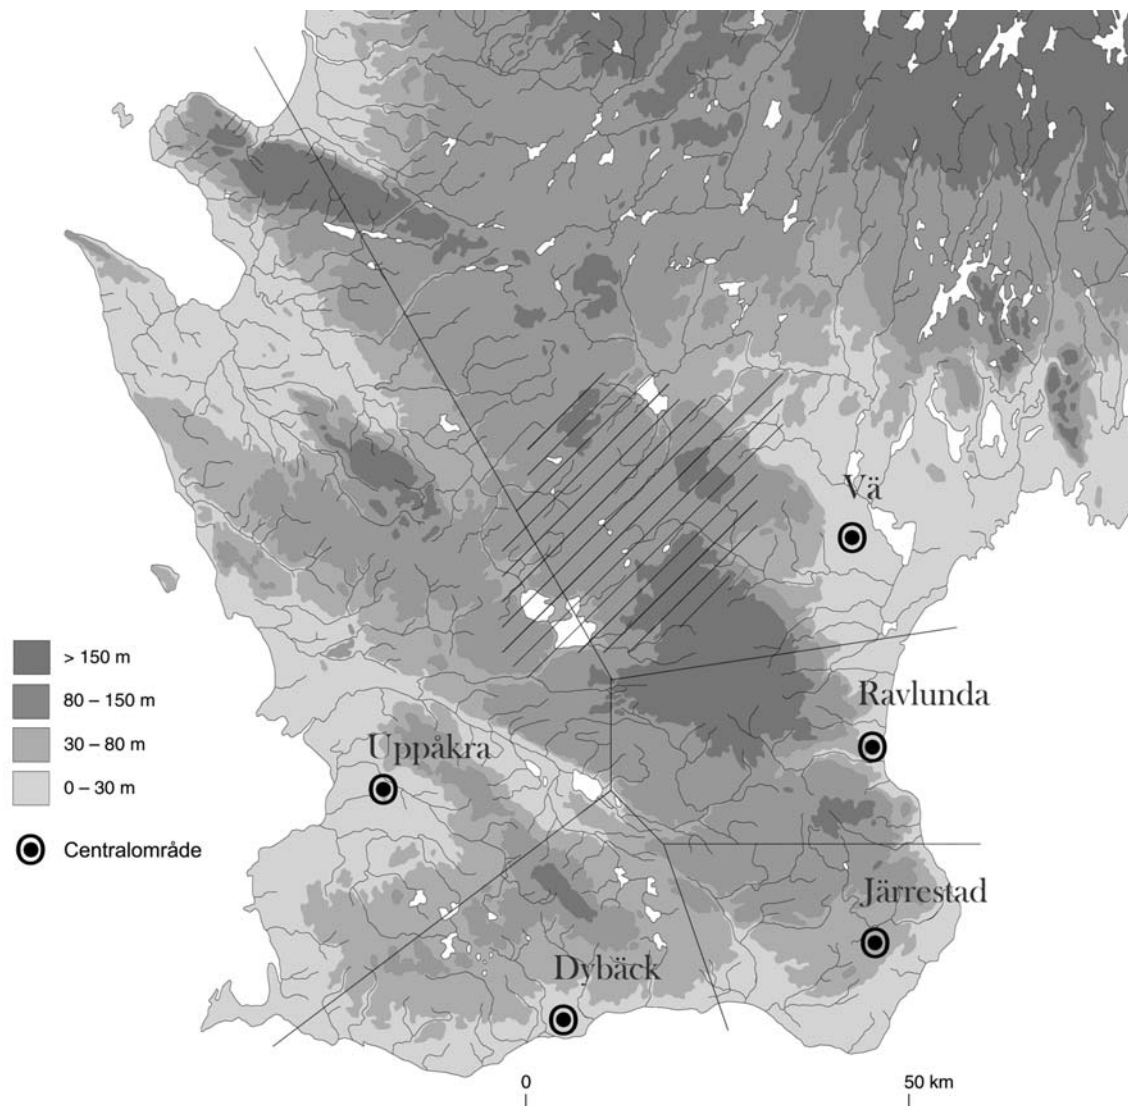 Vä
> 150 m
Ravlunda
80 – 150 m
Uppåkra
30 – 80 m
0 – 30 m
Centralområde
Järrestad
Dybäck
0
50 km